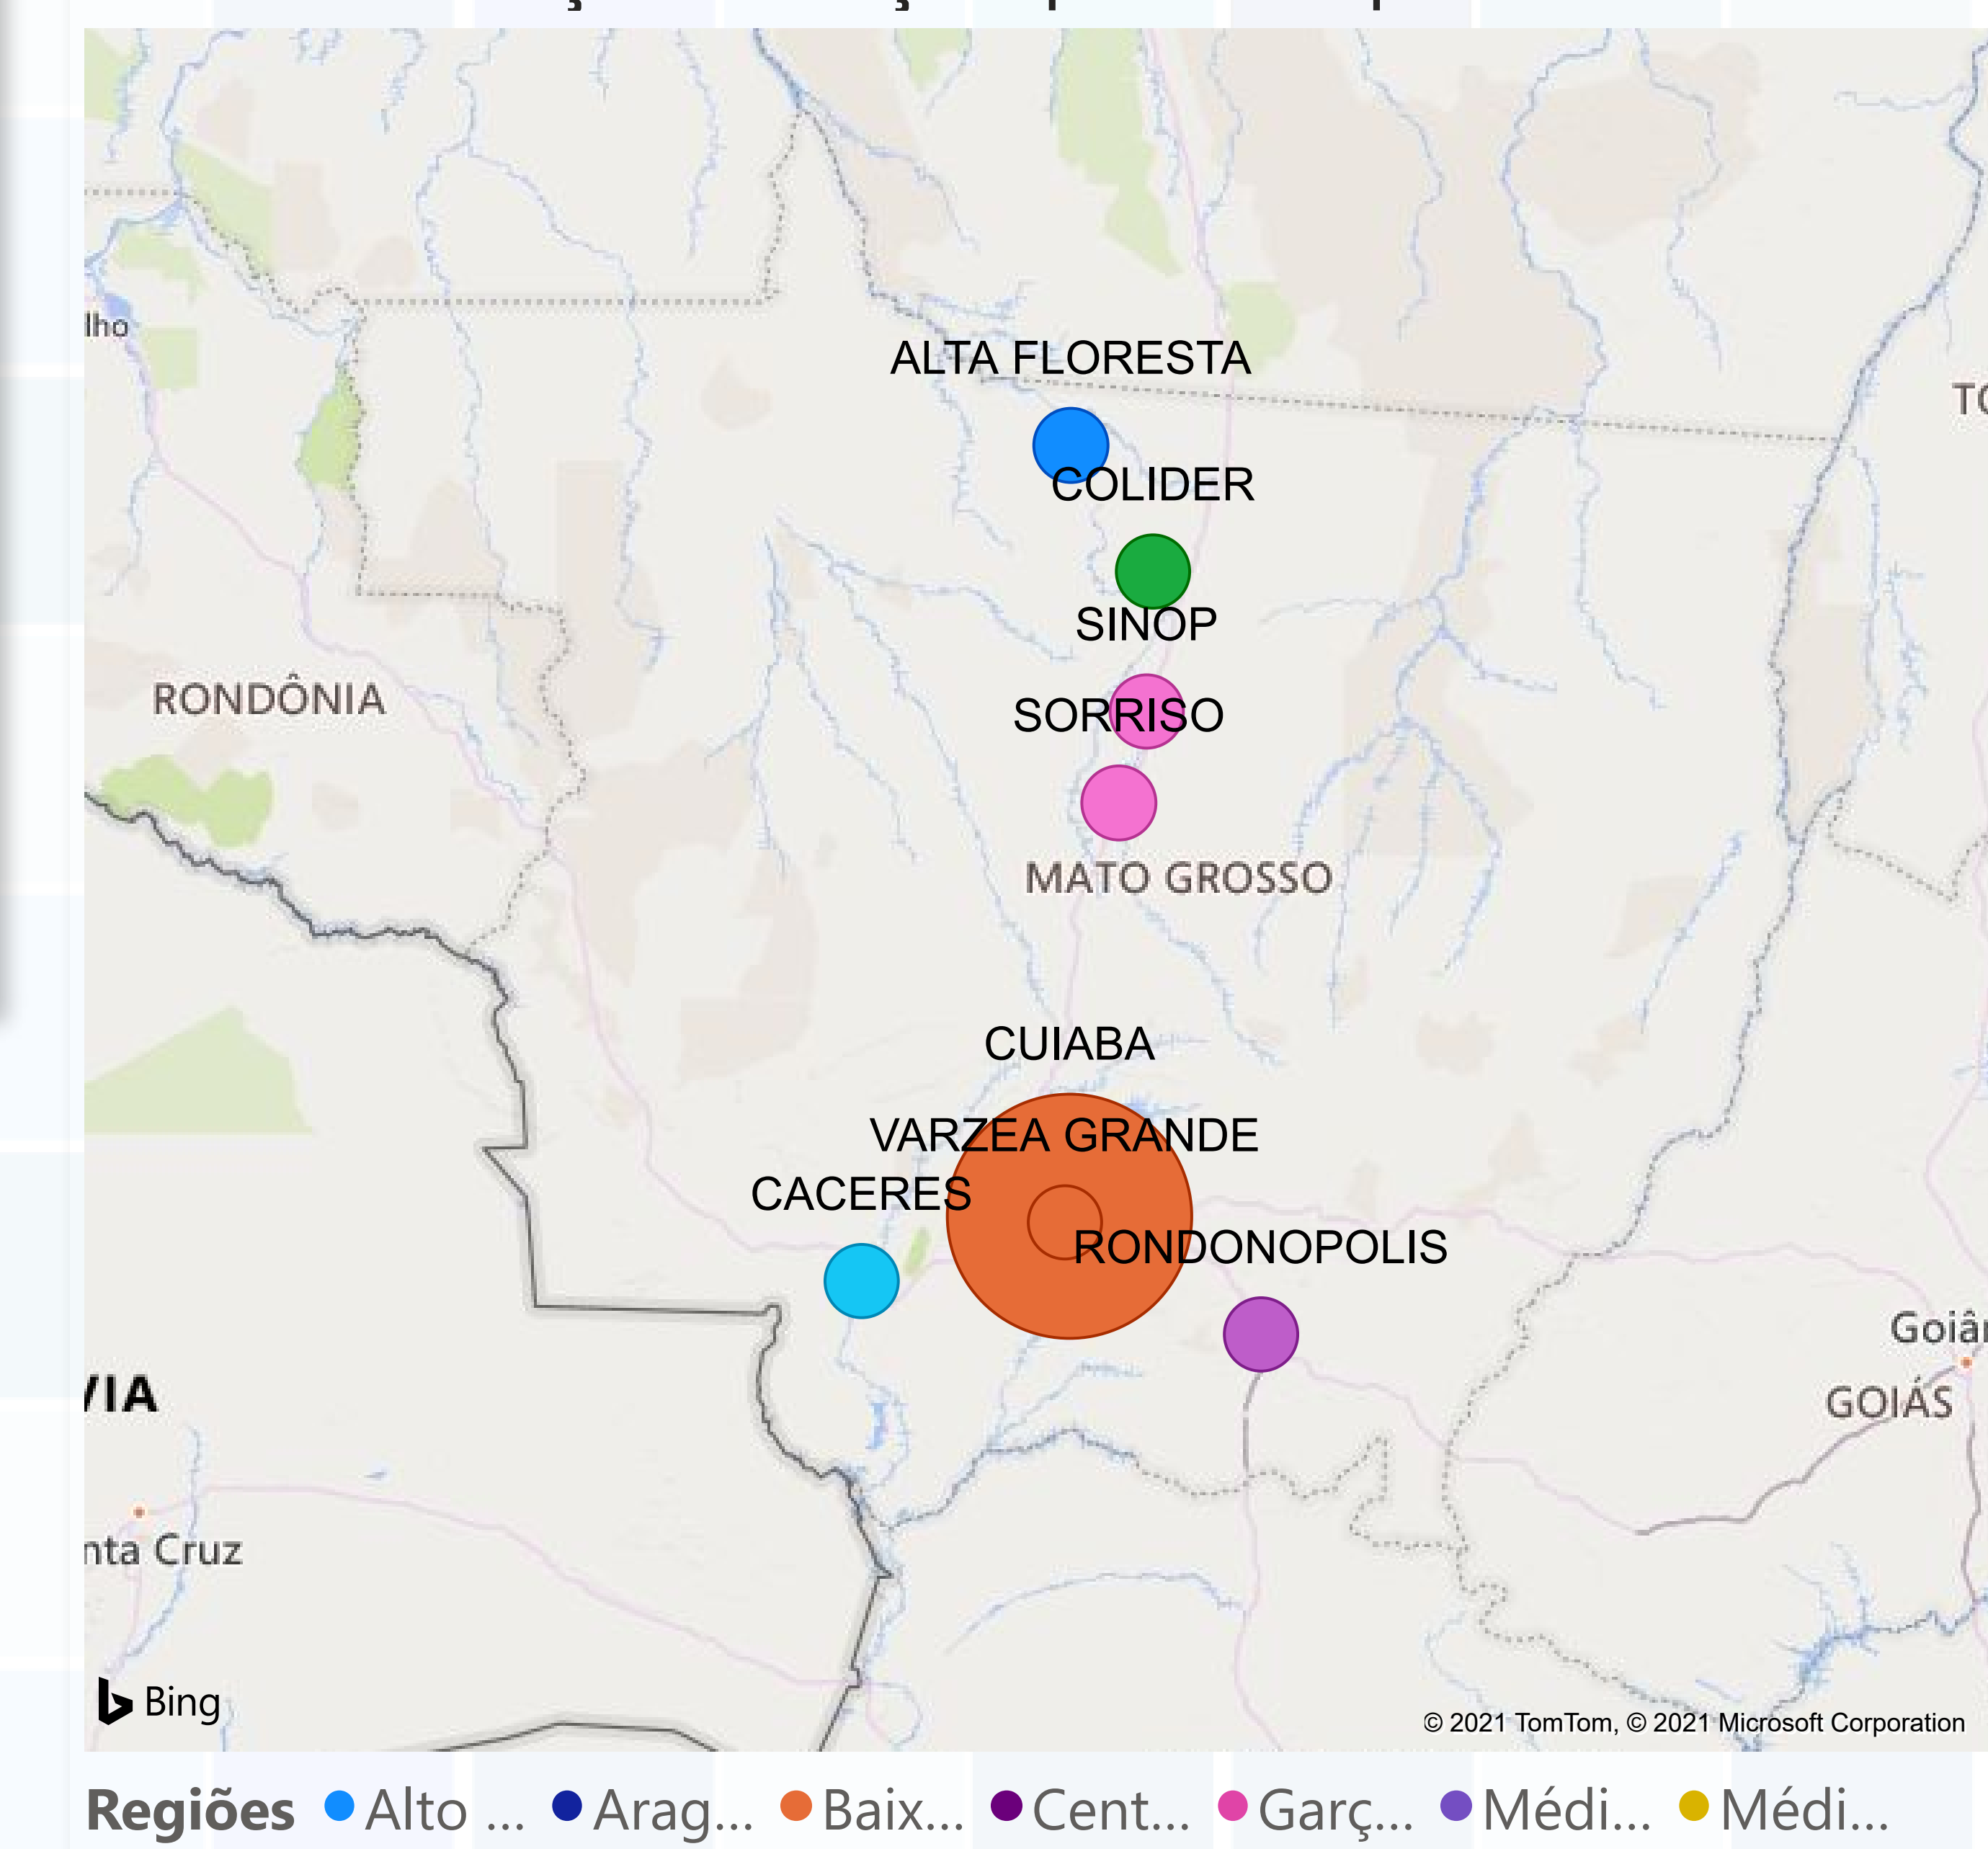 lho
ALTA FLORESTA
TO
COLIDER
SINOP
RONDÔNIA
SORRISO
MATO GROSSO
CUIABA
VARZEA GRANDE
CACERES
RONDONOPOLIS
Goiân
VIA
GOIÁS
nta Cruz
Bing
© 2021 TomTom, © 2021 Microsoft Corporation
Regiões Alto ... Arag... Baix... Cent... Garç... Médi... Médi...